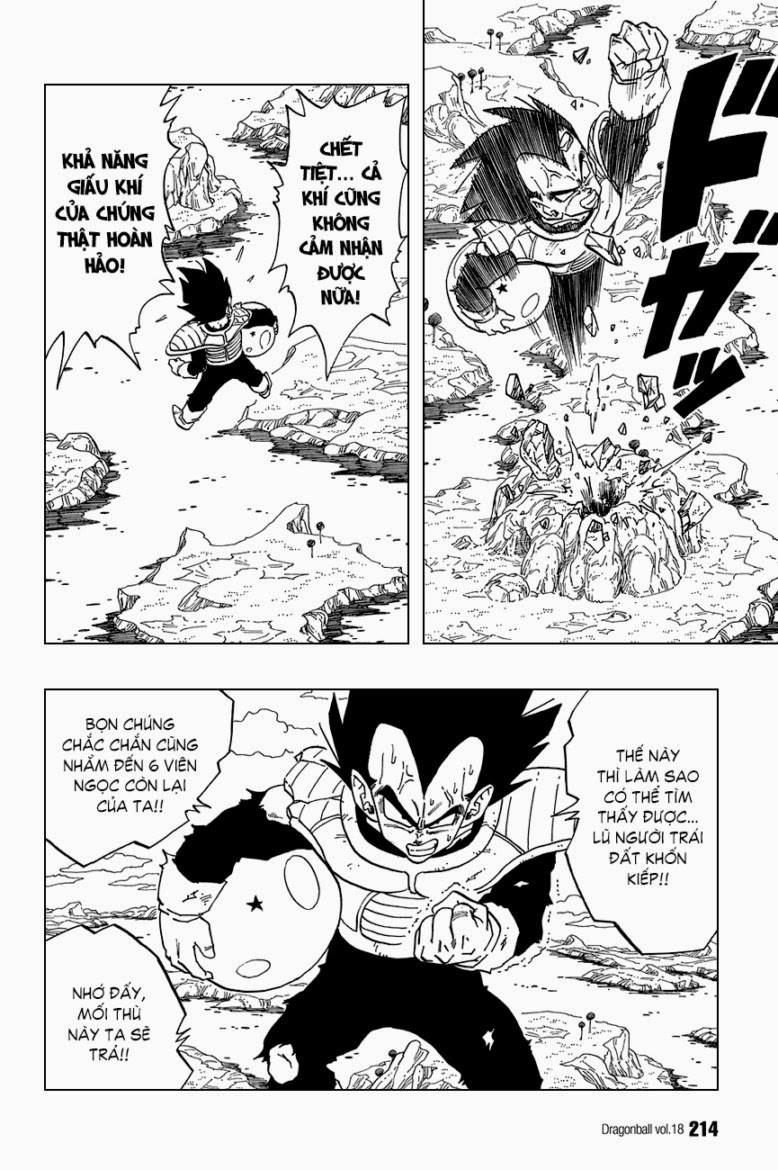 ドガッ
CHẾT
TIỆT... CẢ
KHÍ CŨNG
KHÔNG
CẢM NHẬN
ĐƯỢC
NỮA!
KHẢ NĂNG
GIẤU KHÍ
CỦA CHÚNG
THẬT HOÀN
HẢO!
THẾ NÀY
THÌ LÀM SAO
CÓ THỂ TÌM
THẤY ĐƯỢC...
LŨ NGƯỜI TRÁI
ĐẤT KHỐN
KIẾP!!
BỌN CHÚNG
CHẮC CHẮN CŨNG
NHẮM ĐẾN 6 VIÊN
NGỌC CÒN LẠI
CỦA TA!!
NHỚ ĐẤY,
MỐI THÙ
NÀY TA SẼ
TRẢ!!
Dragonball vol.18 214